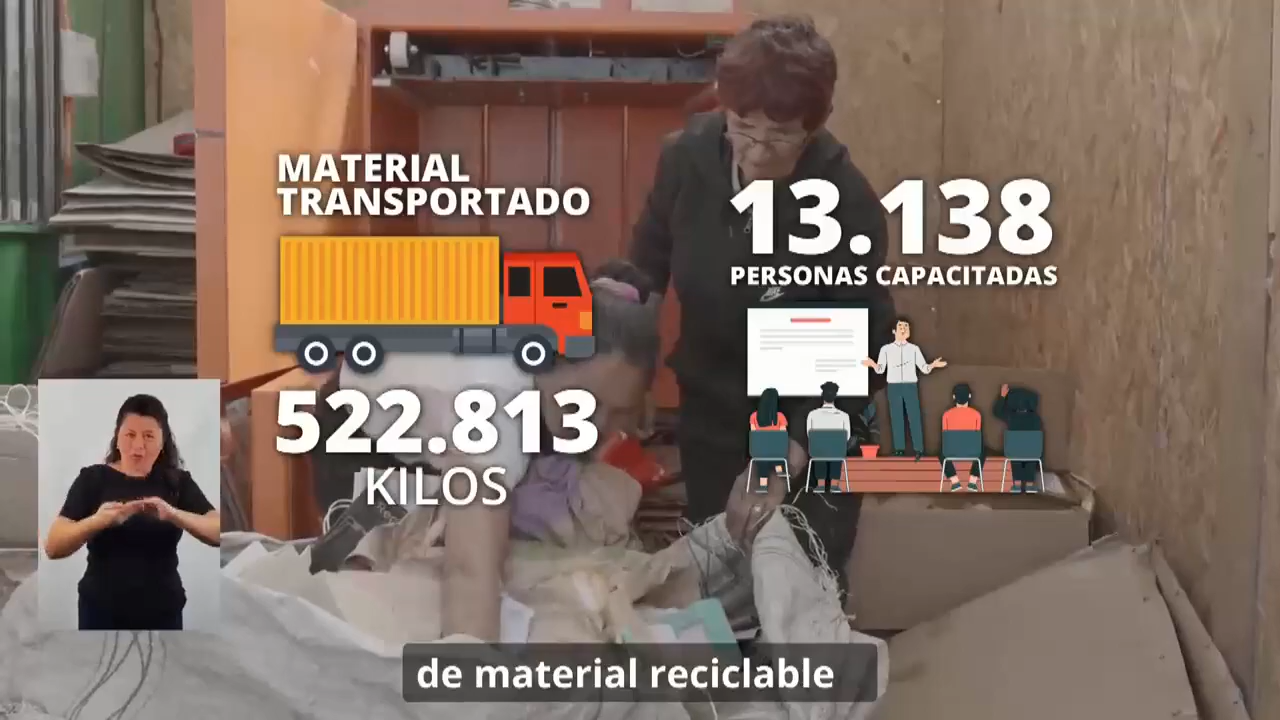 MATERIAL
TRANSPORTADO
522.813
KILOS
13.138
PERSONAS CAPACITADAS
de material reciclable